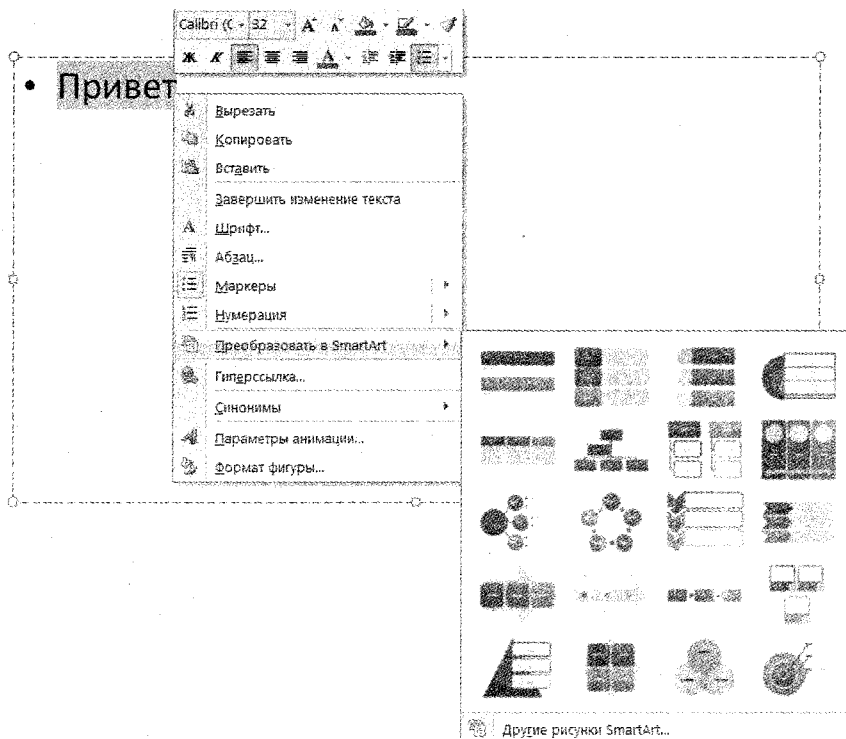 Calibri (С 32 А А
Ж К А
• Привет
Вырезать
Копировать
Вставить
Завершить изменение текста
Шрифт...
Абзац...
Маркеры
Нумерация
Преобразовать в SmartArt
Гиперссылка...
Синонимы
Параметры анимации...
Формат фигуры...
Другие рисунки SmartArt...